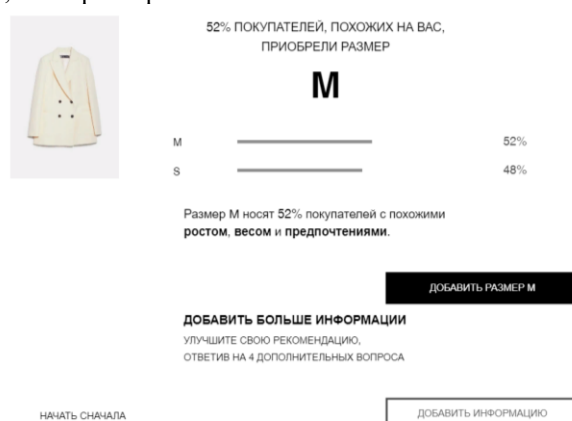 52% ПОКУПАТЕЛЕЙ, ПОХОЖИХ НА ВАС,
ПРИОБРЕЛИ РАЗМЕР
M
M 52%
S 48%
Размер M носят 52% покупателей с похожими
ростом, весом и предпочтениями.
ДОБАВИТЬ РАЗМЕР M
ДОБАВИТЬ БОЛЬШЕ ИНФОРМАЦИИ
УЛУЧШИТЕ СВОЮ РЕКОМЕНДАЦИЮ,
ОТВЕТИВ НА 4 ДОПОЛНИТЕЛЬНЫХ ВОПРОСА
НАЧАТЬ СНАЧАЛА
ДОБАВИТЬ ИНФОРМАЦИЮ